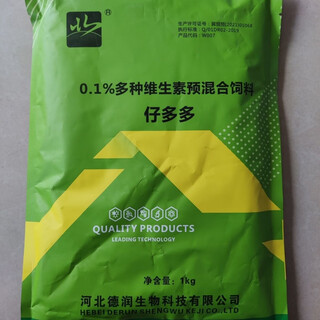 ®
0.1%多种维生素预混合饲料
仔多多
QUALITY PRODUCTS
LEADING TECHNOLOGY
净含量：1kg
河北德润生物科技有限公司
HEBEI DERUN SHENGWU KEJI CO.,LTD